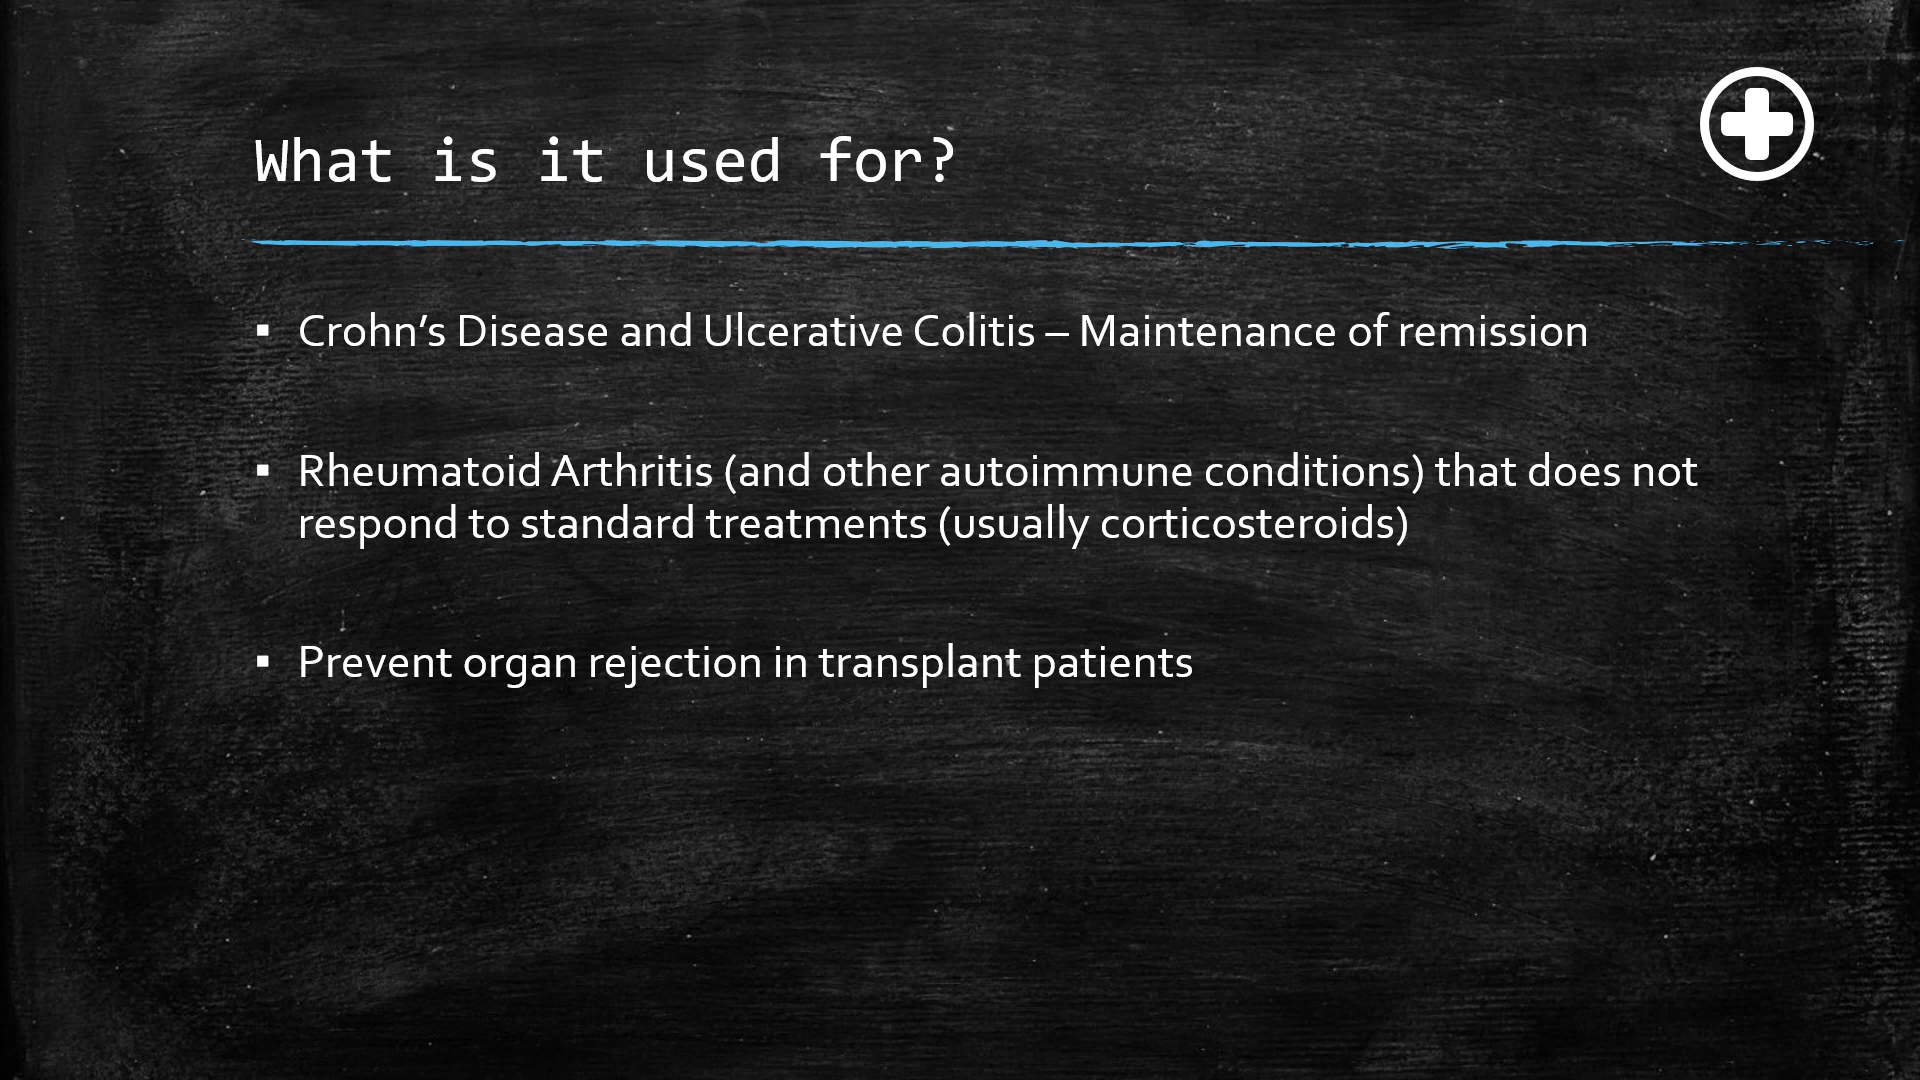 What is it used for?
▪ Crohn’s Disease and Ulcerative Colitis – Maintenance of remission
▪ Rheumatoid Arthritis (and other autoimmune conditions) that does not
respond to standard treatments (usually corticosteroids)
▪ Prevent organ rejection in transplant patients